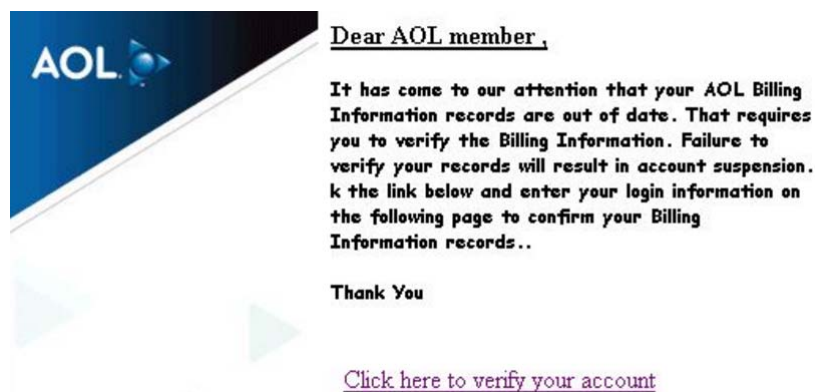 AOL.
Dear AOL member ,
It has come to our attention that your AOL Billing
Information records are out of date. That requires
you to verify the Billing Information. Failure to
verify your records will result in account suspension.
k the link below and enter your login information on
the following page to confirm your Billing
Information records..
Thank You
Click here to verify your account